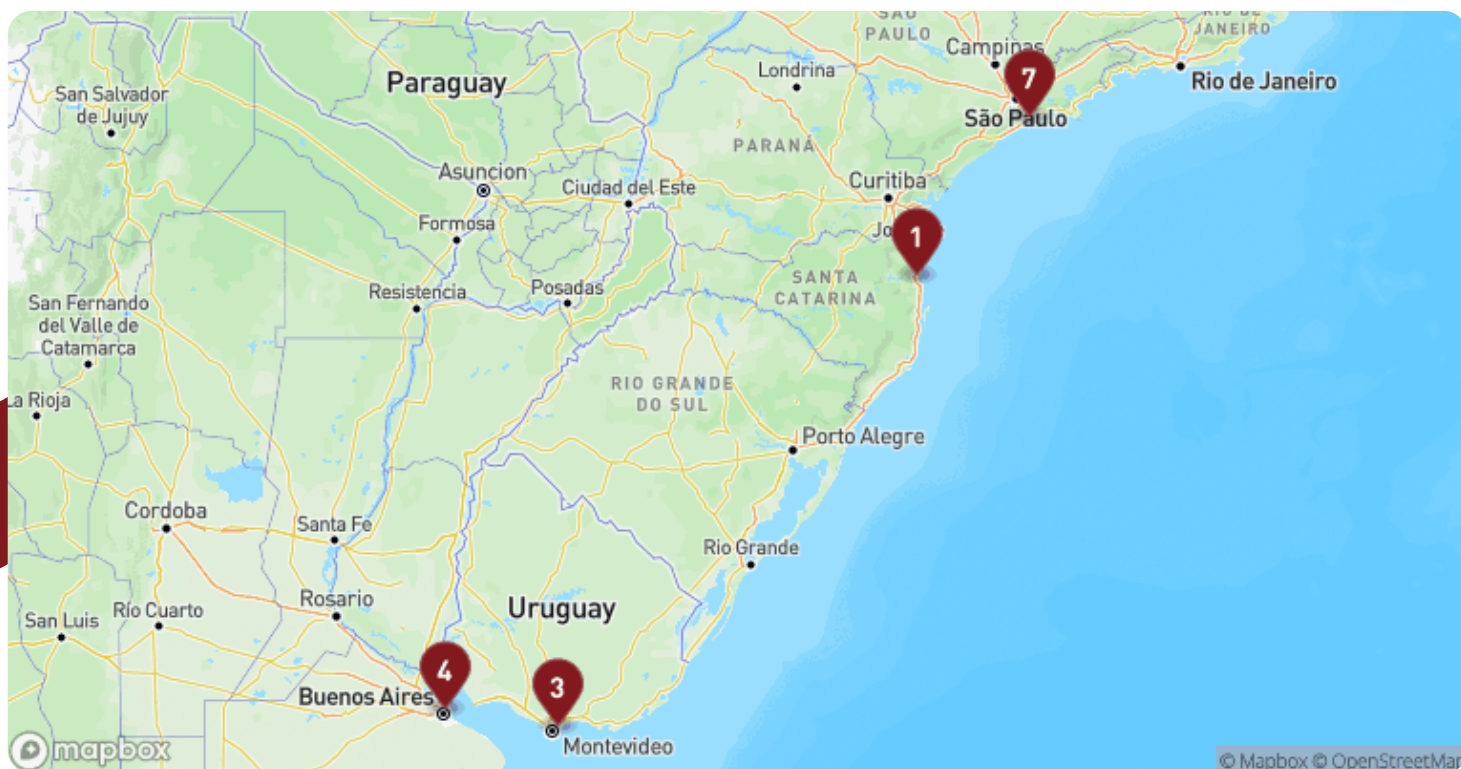 SÃO
PAULO
RIO DE
JANEIRO
Campinas
7
Rio de Janeiro
São Paulo
Londrina
Paraguay
San Salvador
de Jujuy
PARANÁ
Asuncion
Ciudad del Este
Curitiba
Formosa
1
Jo
SANTA
CATARINA
Resistencia
Posadas
San Fernando
del Valle de
Catamarca
La Rioja
RIO GRANDE
DO SUL
Porto Alegre
Cordoba
Santa Fe
Rio Grande
Rosario
Río Cuarto
San Luis
Uruguay
4
3
Buenos Aires
Montevideo
mapbox
© Mapbox © OpenStreetMap